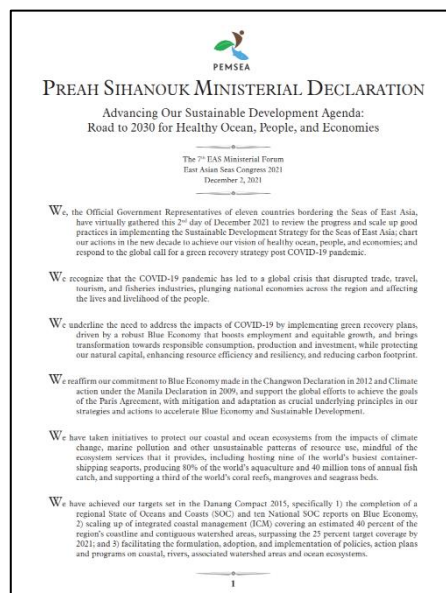 PEMSEA
PREAH SIHANOUK MINISTERIAL DECLARATION
Advancing Our Sustainable Development Agenda:
Road to 2030 for Healthy Ocean, People, and Economies
The 7th EAS Ministerial Forum
East Asian Seas Congress 2021
December 2, 2021
We, the Official Government Representatives of eleven countries bordering the Seas of East Asia,
have virtually gathered this 2nd day of December 2021 to review the progress and scale up good
practices in implementing the Sustainable Development Strategy for the Seas of East Asia; chart
our actions in the new decade to achieve our vision of healthy ocean, people, and economies; and
respond to the global call for a green recovery strategy post COVID-19 pandemic.
We recognize that the COVID-19 pandemic has led to a global crisis that disrupted trade, travel,
tourism, and fisheries industries, plunging national economies across the region and affecting
the lives and livelihood of the people.
We underline the need to address the impacts of COVID-19 by implementing green recovery plans,
driven by a robust Blue Economy that boosts employment and equitable growth, and brings
transformation towards responsible consumption, production and investment, while protecting
our natural capital, enhancing resource efficiency and resiliency, and reducing carbon footprint.
We reaffirm our commitment to Blue Economy made in the Changwon Declaration in 2012 and Climate
action under the Manila Declaration in 2009, and support the global efforts to achieve the goals
of the Paris Agreement, with mitigation and adaptation as crucial underlying principles in our
strategies and actions to accelerate Blue Economy and Sustainable Development.
We have taken initiatives to protect our coastal and ocean ecosystems from the impacts of climate
change, marine pollution and other unsustainable patterns of resource use, mindful of the
ecosystem services that it provides, including hosting nine of the world's busiest container-
shipping seaports, producing 80% of the world's aquaculture and 40 million tons of annual fish
catch, and supporting a third of the world's coral reefs, mangroves and seagrass beds.
We have achieved our targets set in the Danang Compact 2015, specifically 1) the completion of a
regional State of Oceans and Coasts (SOC) and ten National SOC reports on Blue Economy,
2) scaling up of integrated coastal management (ICM) covering an estimated 40 percent of the
region's coastline and contiguous watershed areas, surpassing the 25 percent target coverage by
2021; and 3) facilitating the formulation, adoption, and implementation of policies, action plans
and programs on coastal, rivers, associated watershed areas and ocean ecosystems.
1